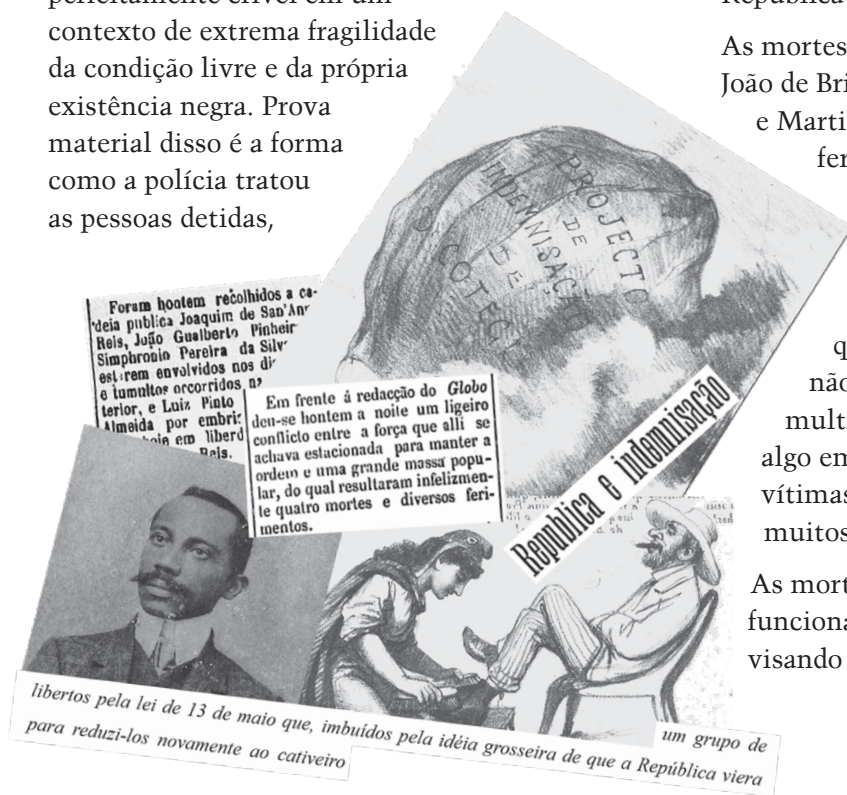 contexto de extrema fragilidade
da condição livre e da própria
existência negra. Prova
material disso é a forma
como a polícia tratou
as pessoas detidas,
República
As mortes
João de Bri
e Marti
fer
q
não
mult
algo em
vítimas
muitos
As mort
funciona
visando
PROJECTO
DE
INDEMNISAÇÃO
DE
COTEGI
Foram hontem recolhidos a ca-
deia publica Joaquim de San'Ann
Reis, João Gualberto Pinheir
Simphronio Pereira da Silv
estarem envolvidos nos di
e tumultos occorridos n
terior, e Luiz Pinto
Almeida por embri
hoje em liberd
Reis.
Em frente á redacção do Globo
deu-se hontem a noite um ligeiro
conflicto entre a força que alli se
achava estacionada para manter a
ordem e uma grande massa popu-
lar, do qual resultaram infelizmen-
te quatro mortes e diversos feri-
mentos.
Republica e indemnisação
um grupo de
libertos pela lei de 13 de maio que, imbuídos pela idéia grosseira de que a República viera
para reduzi-los novamente ao cativeiro